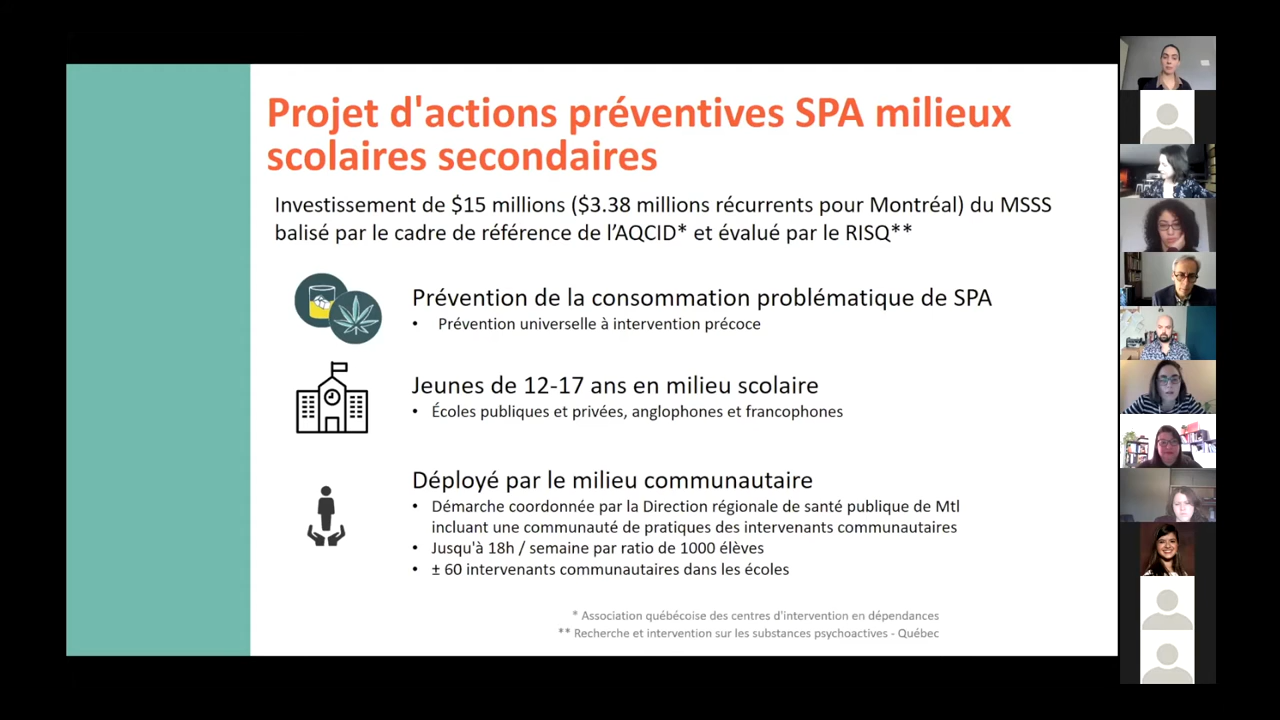 Projet d'actions préventives SPA milieux
scolaires secondaires
Investissement de $15 millions ($3.38 millions récurrents pour Montréal) du MSSS
balisé par le cadre de référence de l’AQCID* et évalué par le RISQ**
Prévention de la consommation problématique de SPA
• Prévention universelle à intervention précoce
Jeunes de 12-17 ans en milieu scolaire
• Écoles publiques et privées, anglophones et francophones
Déployé par le milieu communautaire
• Démarche coordonnée par la Direction régionale de santé publique de Mtl
incluant une communauté de pratiques des intervenants communautaires
• Jusqu'à 18h / semaine par ratio de 1000 élèves
• ± 60 intervenants communautaires dans les écoles
* Association québécoise des centres d'intervention en dépendances
** Recherche et intervention sur les substances psychoactives - Québec